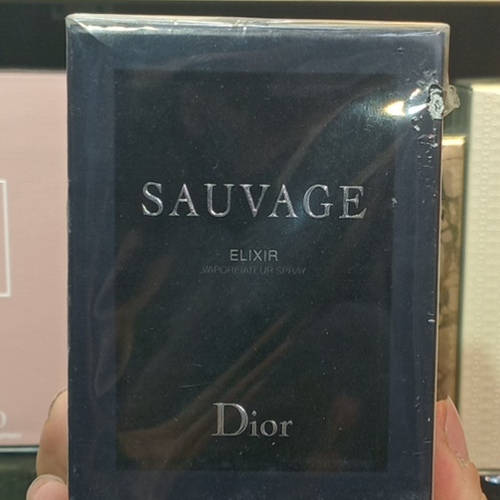 SAUVAGE
ELIXIR
VAPORISATEUR SPRAY
Dior